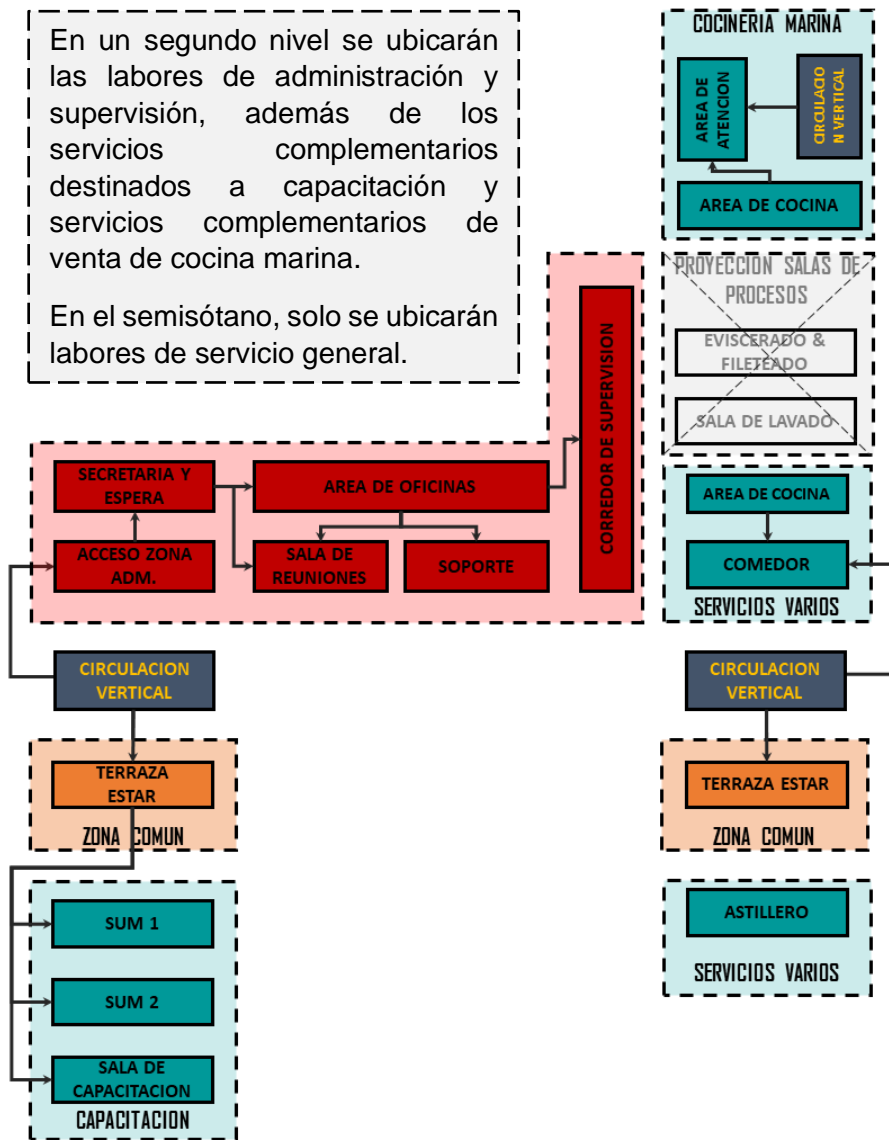 En un segundo nivel se ubicarán
las labores de administración y
supervisión, además de los
servicios complementarios
destinados a capacitación y
servicios complementarios de
venta de cocina marina.
En el semisótano, solo se ubicarán
labores de servicio general.
COCINERIA MARINA
AREA DE
ATENCION
CIRCULACIO
N VERTICAL
AREA DE COCINA
PROYECCIÓN SALAS DE
PROCESOS
EVISCERADO &
FILETEADO
SALA DE LAVADO
SECRETARIA Y
ESPERA
AREA DE OFICINAS
CORREDOR DE SUPERVISION
ACCESO ZONA
ADM.
SALA DE
REUNIONES
SOPORTE
AREA DE COCINA
COMEDOR
SERVICIOS VARIOS
CIRCULACION
VERTICAL
CIRCULACION
VERTICAL
TERRAZA
ESTAR
ZONA COMUN
TERRAZA ESTAR
ZONA COMUN
SUM 1
SUM 2
SALA DE
CAPACITACION
CAPACITACION
ASTILLERO
SERVICIOS VARIOS